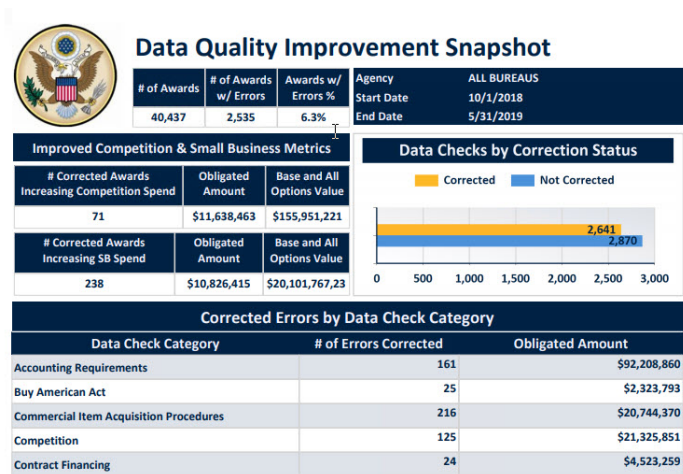 Data Quality Improvement Snapshot
# of Awards
# of Awards w/ Errors
Awards w/ Errors %
40,437
2,535
6.3%
Agency ALL BUREAUS
Start Date 10/1/2018
End Date 5/31/2019
Improved Competition & Small Business Metrics
# Corrected Awards Increasing Competition Spend
Obligated Amount
Base and All Options Value
71 $11,638,463 $155,951,221
# Corrected Awards Increasing SB Spend
Obligated Amount
Base and All Options Value
238 $10,826,415 $20,101,767,23
Data Checks by Correction Status
Corrected Not Corrected
2,641
2,870
0 500 1,000 1,500 2,000 2,500 3,000
Corrected Errors by Data Check Category
Data Check Category # of Errors Corrected Obligated Amount
Accounting Requirements 161 $92,208,860
Buy American Act 25 $2,323,793
Commercial Item Acquisition Procedures 216 $20,744,370
Competition 125 $21,325,851
Contract Financing 24 $4,523,259